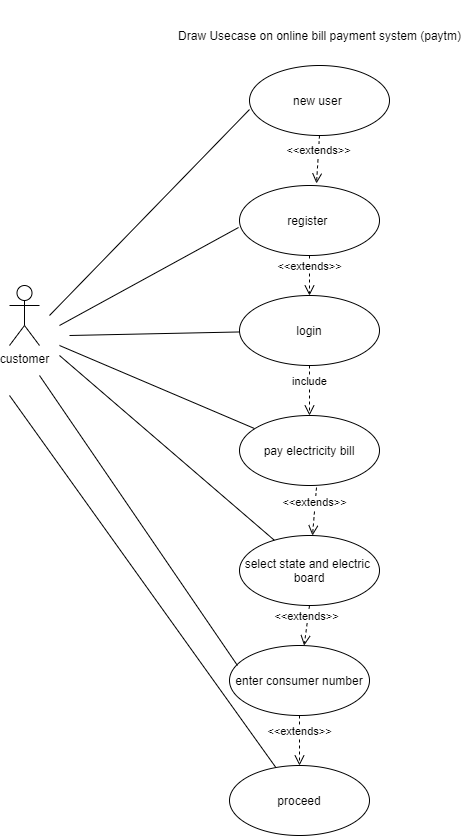 Draw Usecase on online bill payment system (paytm)
new user
<<extends>>
register
<<extends>>
login
customer
include
pay electricity bill
<<extends>>
select state and electric
board
<<extends>>
enter consumer number
<<extends>>
proceed